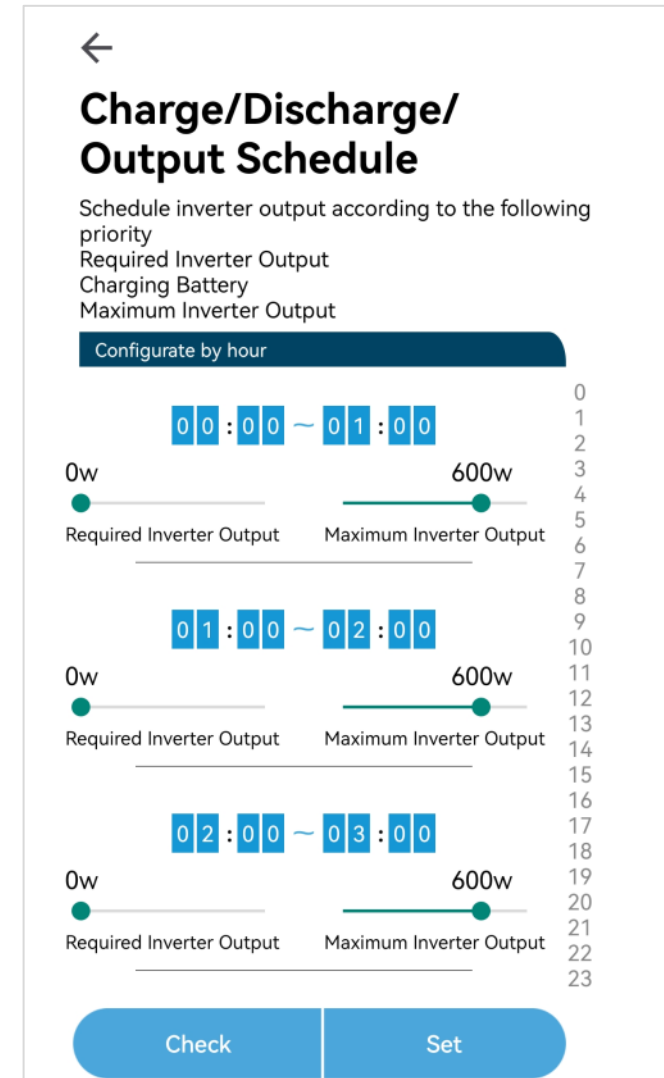 Charge/Discharge/
Output Schedule
Schedule inverter output according to the following
priority
Required Inverter Output
Charging Battery
Maximum Inverter Output
Configurate by hour
00:00 ~ 01:00
0w 600w
Required Inverter Output Maximum Inverter Output
01:00 ~ 02:00
0w 600w
Required Inverter Output Maximum Inverter Output
02:00 ~ 03:00
0w 600w
Required Inverter Output Maximum Inverter Output
0
1
2
3
4
5
6
7
8
9
10
11
12
13
14
15
16
17
18
19
20
21
22
23
Check Set